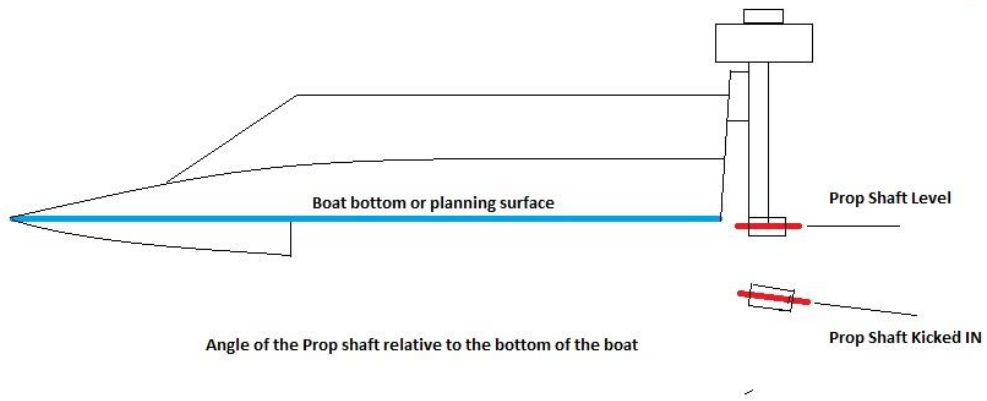 Boat bottom or planning surface
Prop Shaft Level
Prop Shaft Kicked IN
Angle of the Prop shaft relative to the bottom of the boat